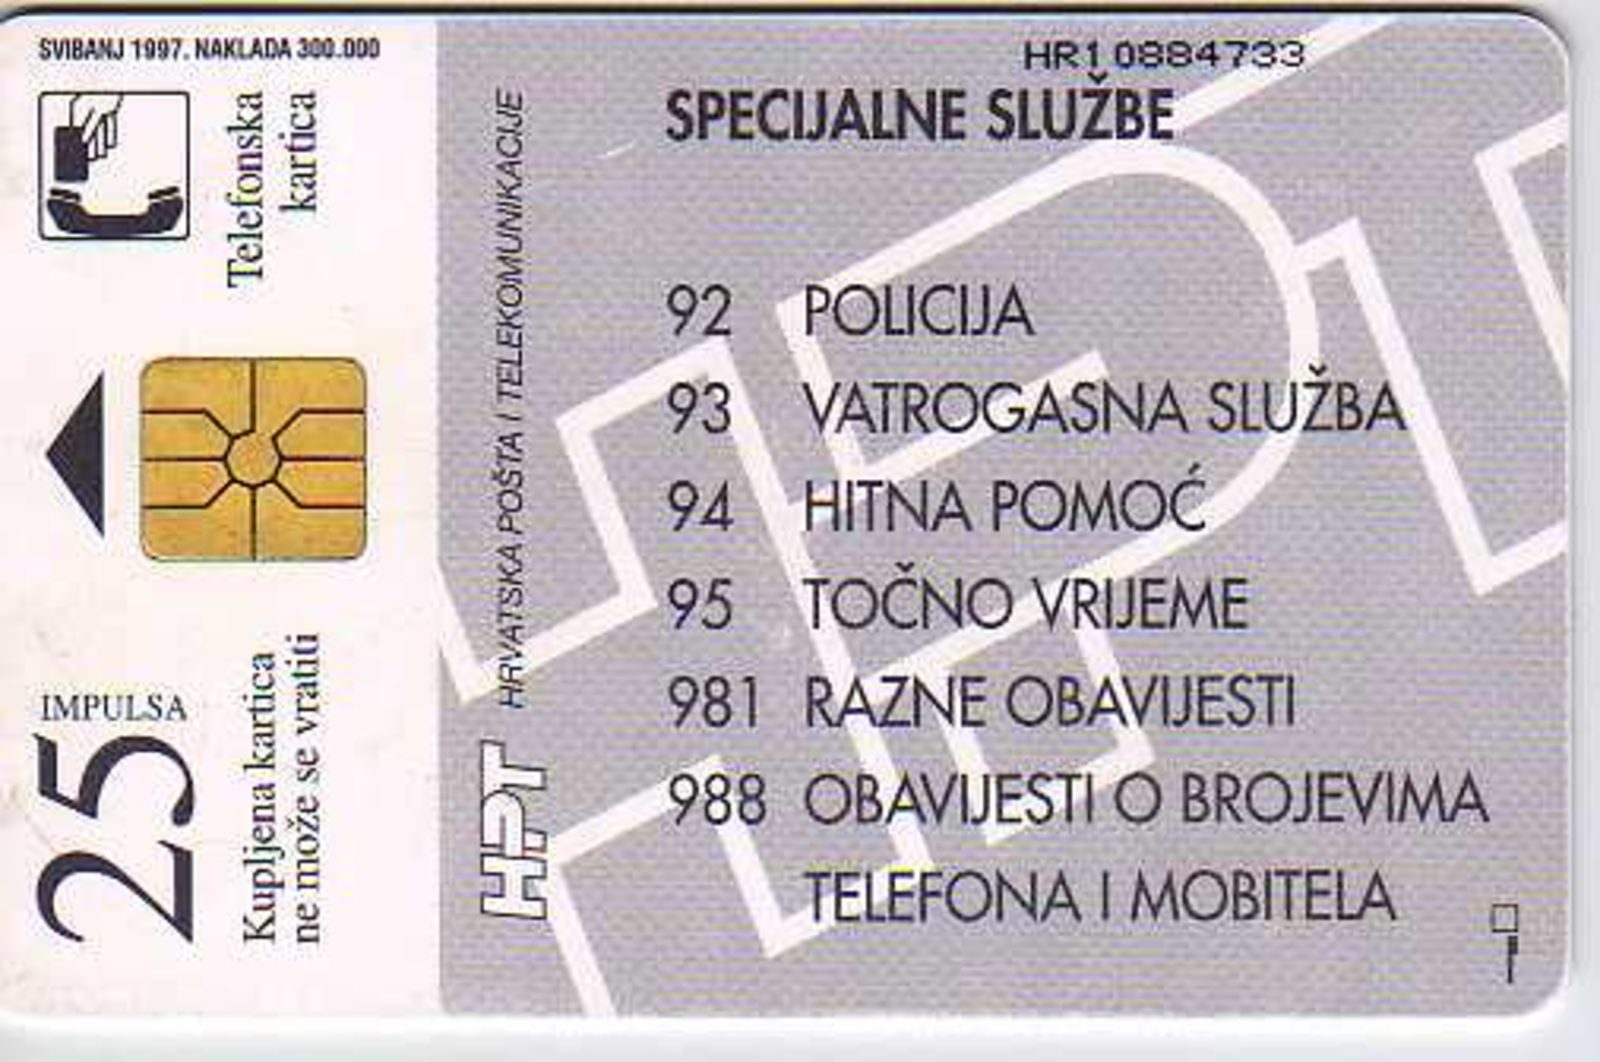 SVIBANJ 1997. NAKLADA 300.000
Telefonska
kartica
25
IMPULSA
Kupljena kartica
ne može se vratiti
HPT
HRVATSKA POŠTA I TELEKOMUNIKACIJE
HR1 0884733
SPECIJALNE SLUŽBE
92 POLICIJA
93 VATROGASNA SLUŽBA
94 HITNA POMOĆ
95 TOČNO VRIJEME
981 RAZNE OBAVIJESTI
988 OBAVIJESTI O BROJEVIMA
TELEFONA I MOBITELA